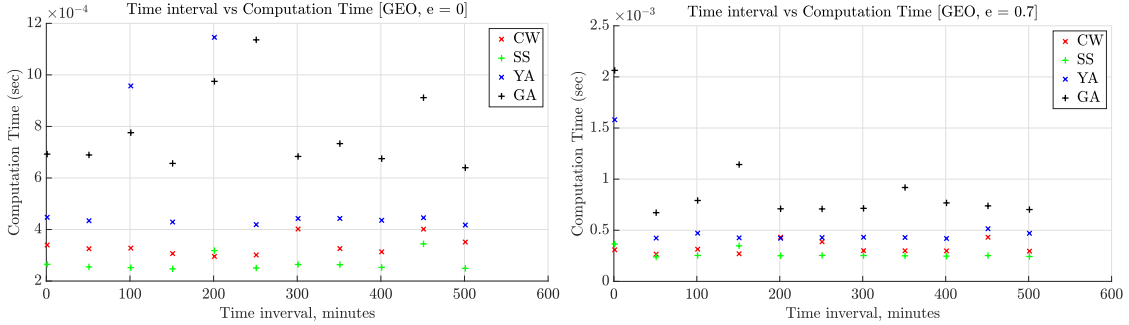 Time interval vs Computation Time [GEO, e = 0]
×10⁻⁴
12
10
8
6
4
2
Computation Time (sec)
0
100
200
300
400
500
600
Time inverval, minutes
CW
SS
YA
GA
Time interval vs Computation Time [GEO, e = 0.7]
×10⁻³
2.5
2
1.5
1
0.5
0
Computation Time (sec)
0
100
200
300
400
500
600
Time inverval, minutes
CW
SS
YA
GA